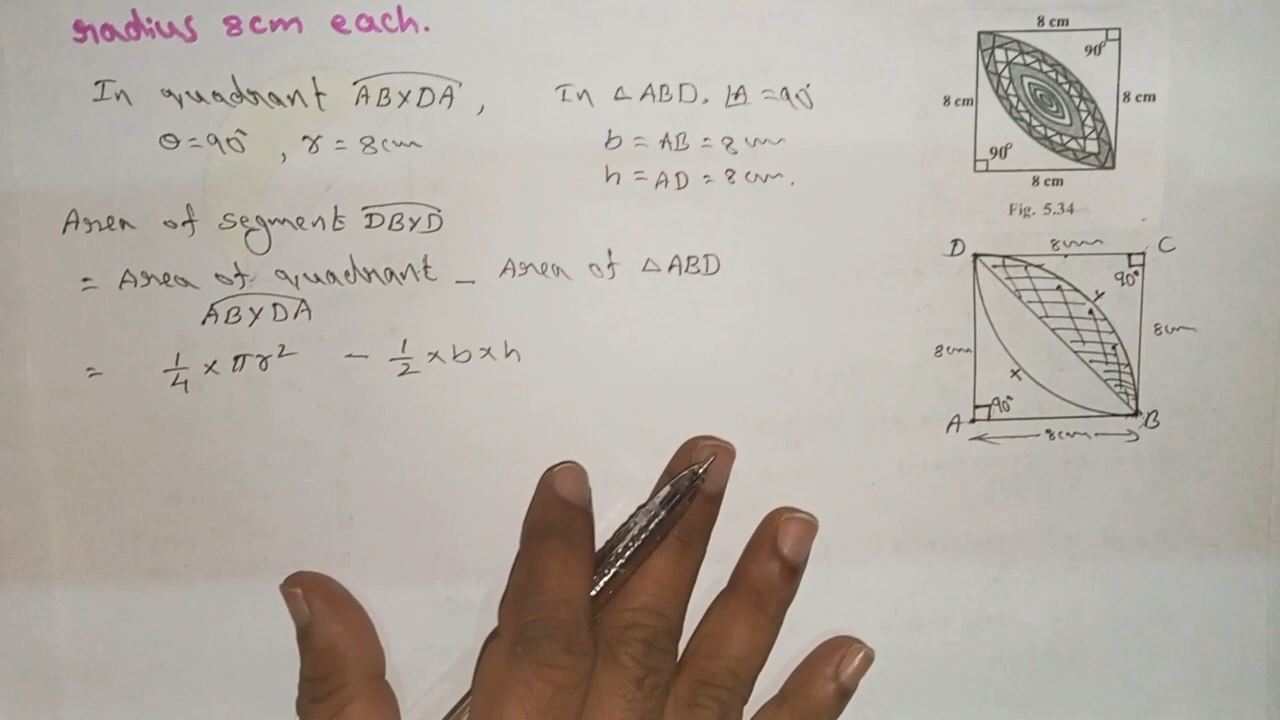 radius 8cm each.
In quadrant ABYDA,
θ=90°, r = 8cm
In △ABD, ∠A =90°
b = AB = 8cm
h = AD = 8cm.
Area of segment DBYD
= Area of quadrant – Area of △ABD
ABYDA
= 1/4 × πr² – 1/2 × b × h
8 cm
90°
8 cm
8 cm
90°
8 cm
Fig. 5.34
D 8cm C
90°
Y
8cm
8cm
x
90°
A B
8cm